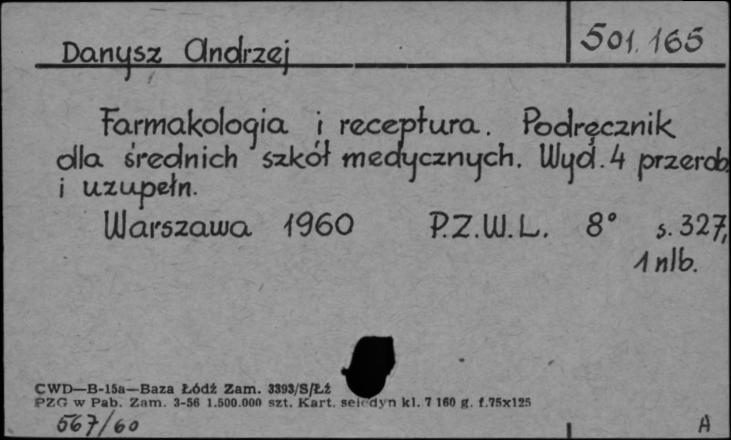 Danysz Andrzej
501.165
Farmakologia i receptura. Podręcznik
dla średnich szkół medycznych. Wyd. 4 przerob.
i uzupełn.
Warszawa 1960 P.Z.W.L. 8° s. 327,
1 nlb.
CWD—B-15a—Baza Łódź Zam. 3393/S/Łź
PZG w Pab. Zam. 3-56 1.500.000 szt. Kart. seledyn kl. 7 160 g. f.75x125
567/60
A